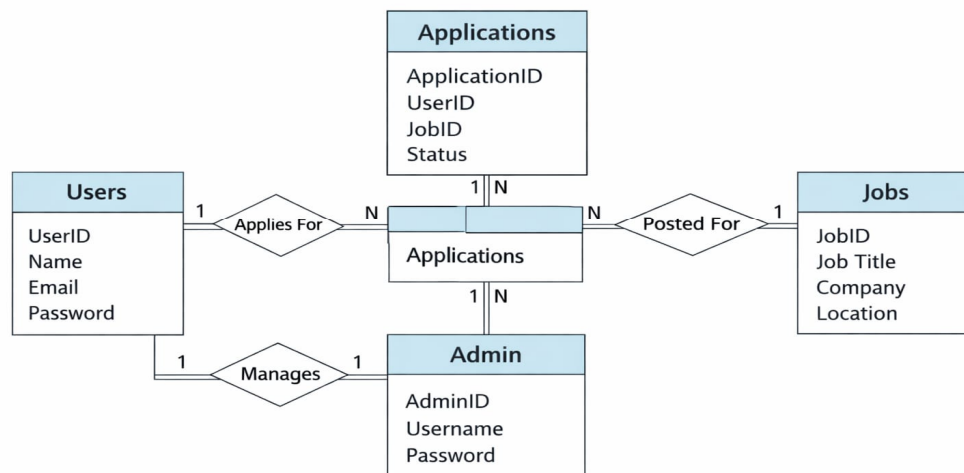 Applications
ApplicationID
UserID
JobID
Status
1 N
Users
UserID
Name
Email
Password
1 Applies For N
Applications
N Posted For 1
Jobs
JobID
Job Title
Company
Location
1 N
1 Manages 1
Admin
AdminID
Username
Password